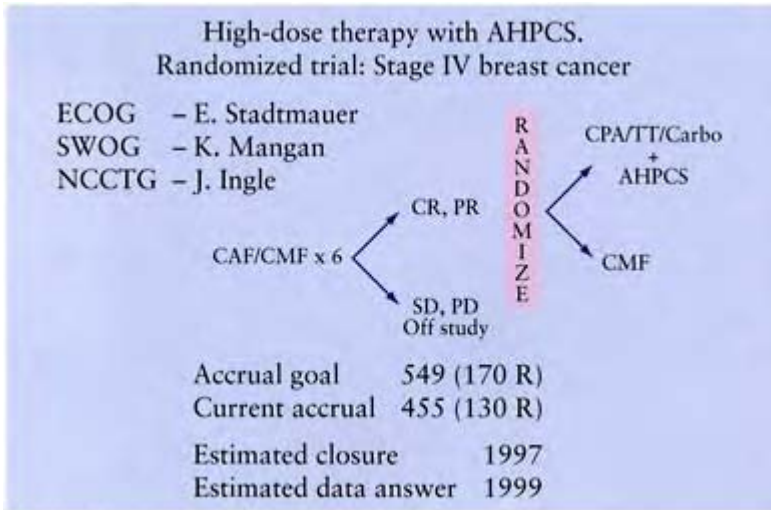 High-dose therapy with AHPCS.
Randomized trial: Stage IV breast cancer
ECOG – E. Stadtmauer
SWOG – K. Mangan
NCCTG – J. Ingle
CAF/CMF x 6
CR, PR
SD, PD
Off study
RANDOMIZE
CPA/TT/Carbo
+
AHPCS
CMF
Accrual goal 549 (170 R)
Current accrual 455 (130 R)
Estimated closure 1997
Estimated data answer 1999